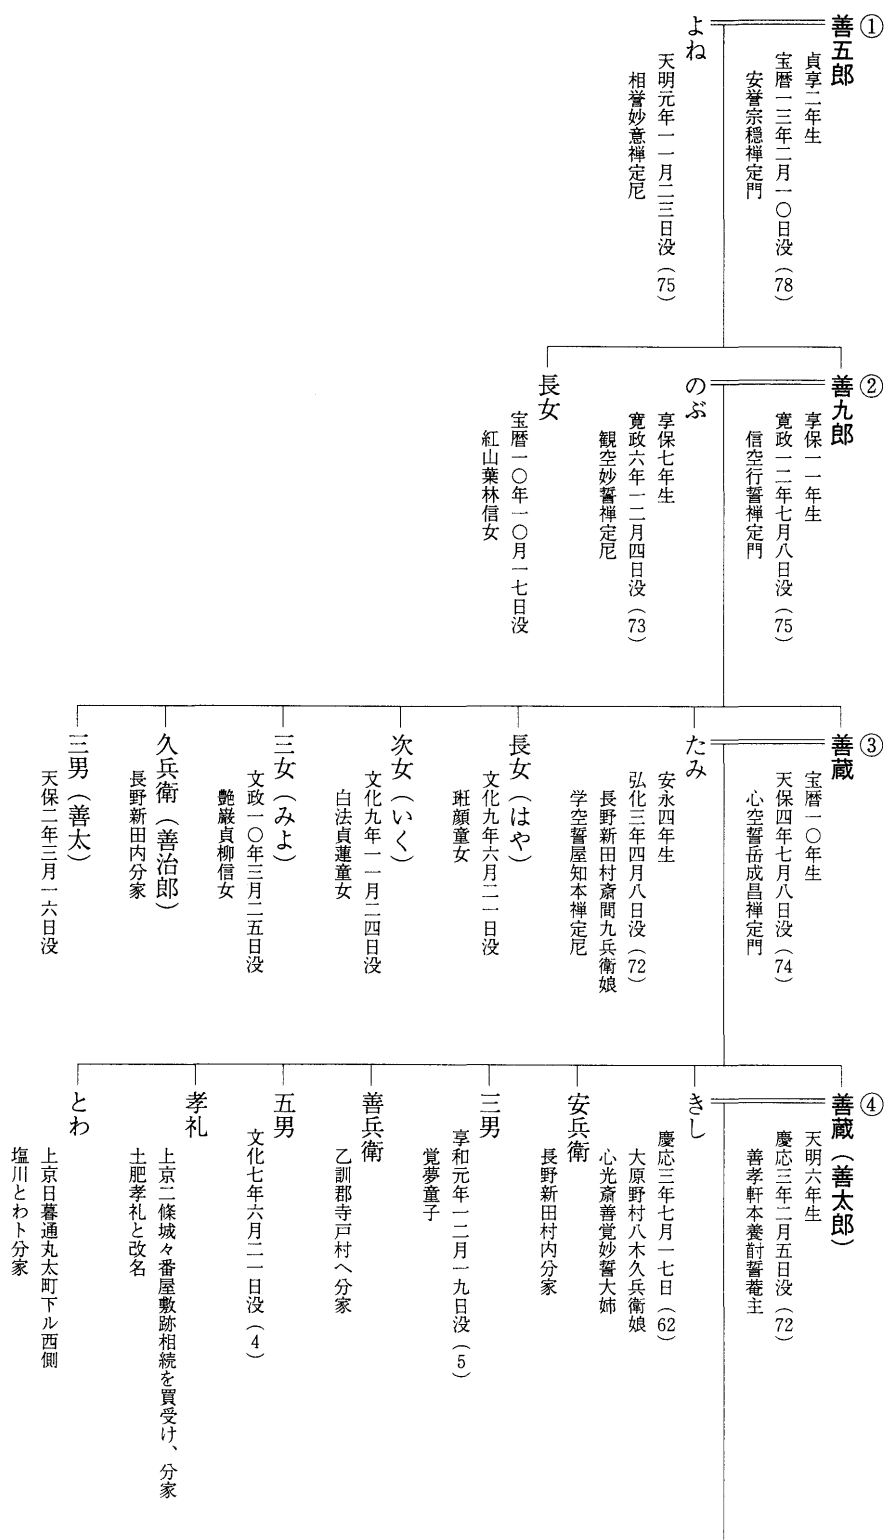 ①
善五郎
貞享二年生
宝暦一三年二月一〇日没（78）
安誉宗穏禅定門
よね
天明元年一一月二三日没（75）
相誉妙意禅定尼
②
善九郎
享保一一年生
寛政一二年七月八日没（75）
信空行誓禅定門
のぶ
享保七年生
寛政六年一二月四日没（73）
観空妙誓禅定尼
長女
宝暦一〇年一〇月一七日没
紅山葉林信女
③
善蔵
宝暦一〇年生
天保四年七月八日没（74）
心空誓岳成昌禅定門
たみ
安永四年生
弘化三年四月八日没（72）
長野新田村斎間九兵衛娘
学空誓屋知本禅定尼
長女（はや）
文化九年六月二一日没
班顔童女
次女（いく）
文化九年一一月二四日没
白法貞蓮童女
三女（みよ）
文政一〇年三月二五日没
艶巌貞柳信女
久兵衛（善治郎）
長野新田内分家
三男（善太）
天保二年三月一六日没
④
善蔵（善太郎）
天明六年生
慶応三年二月五日没（72）
善孝軒本養誓菴主
きし
慶応三年七月一七日（62）
大原野村八木久兵衛娘
心光斎善覚妙誓大姉
安兵衛
長野新田村内分家
三男
享和元年一二月一九日没（5）
覚夢童子
善兵衛
乙訓郡寺戸村へ分家
五男
文化七年六月二一日没（4）
孝礼
上京二條城々番屋敷跡相続を買受け、分家
土肥孝礼と改名
とわ
上京日暮通丸太町下ル西側
塩川とわト分家